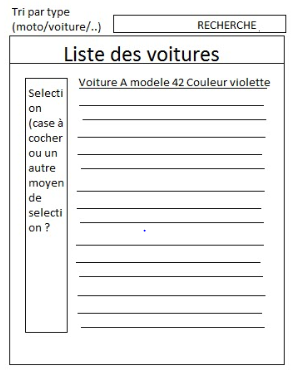 Tri par type
(moto/voiture/..)
RECHERCHE
Liste des voitures
Voiture A modele 42 Couleur violette
Selecti
on
(case à
cocher
ou un
autre
moyen
de
selecti
on ?